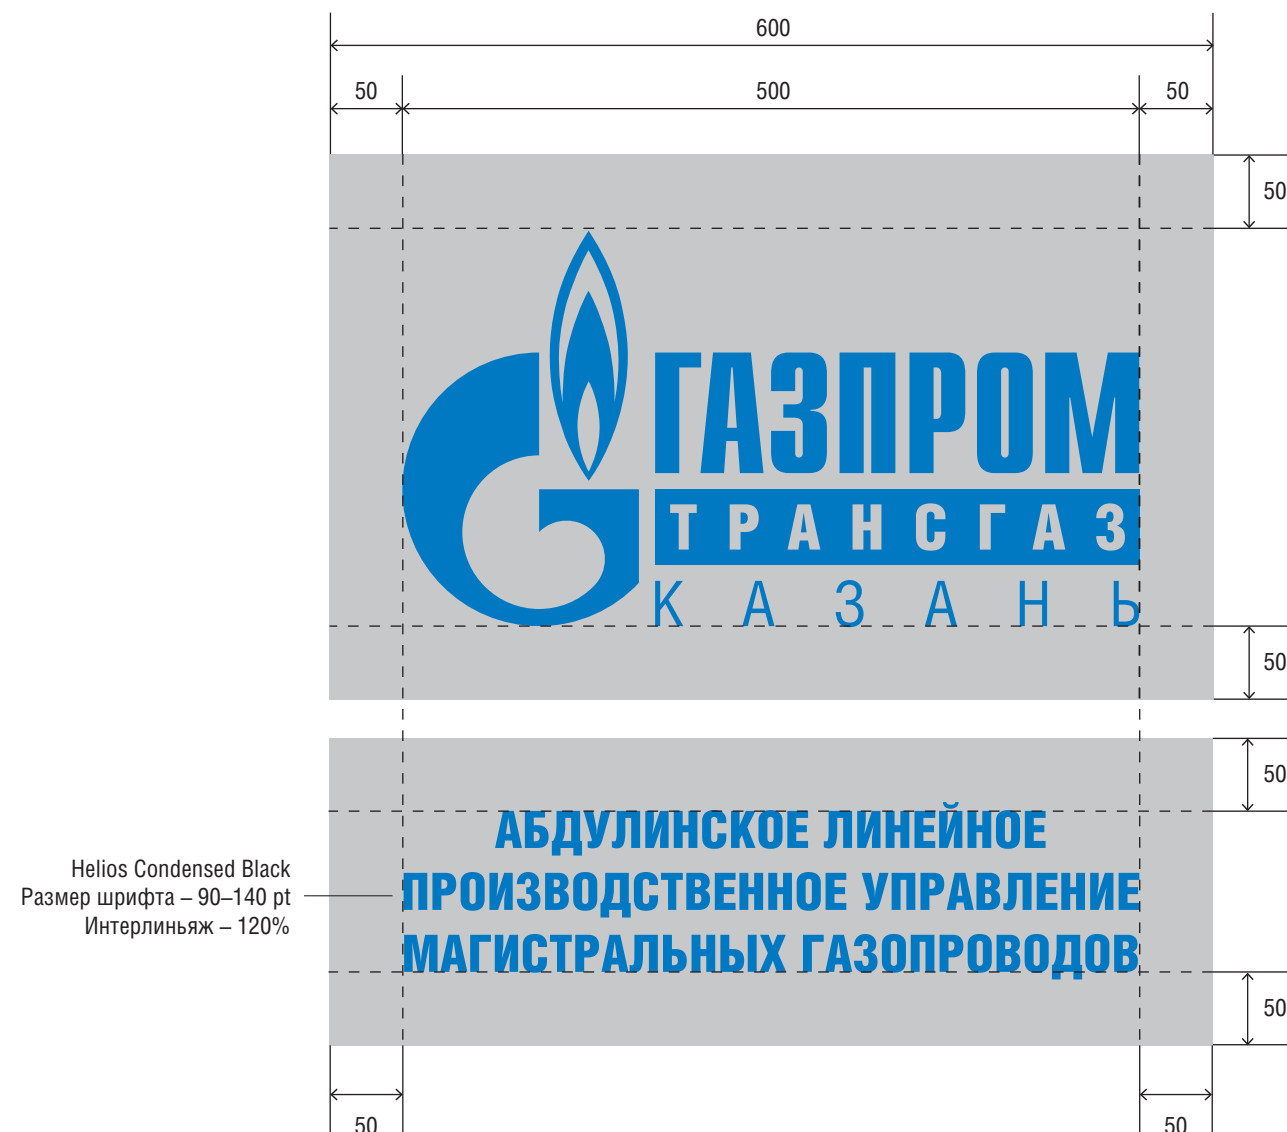 600
50 500 50
50
ГАЗПРОМ
ТРАНСГАЗ
КАЗАНЬ
50
50
АБДУЛИНСКОЕ ЛИНЕЙНОЕ
ПРОИЗВОДСТВЕННОЕ УПРАВЛЕНИЕ
МАГИСТРАЛЬНЫХ ГАЗОПРОВОДОВ
Helios Condensed Black
Размер шрифта – 90–140 pt
Интерлиньяж – 120%
50
50 50